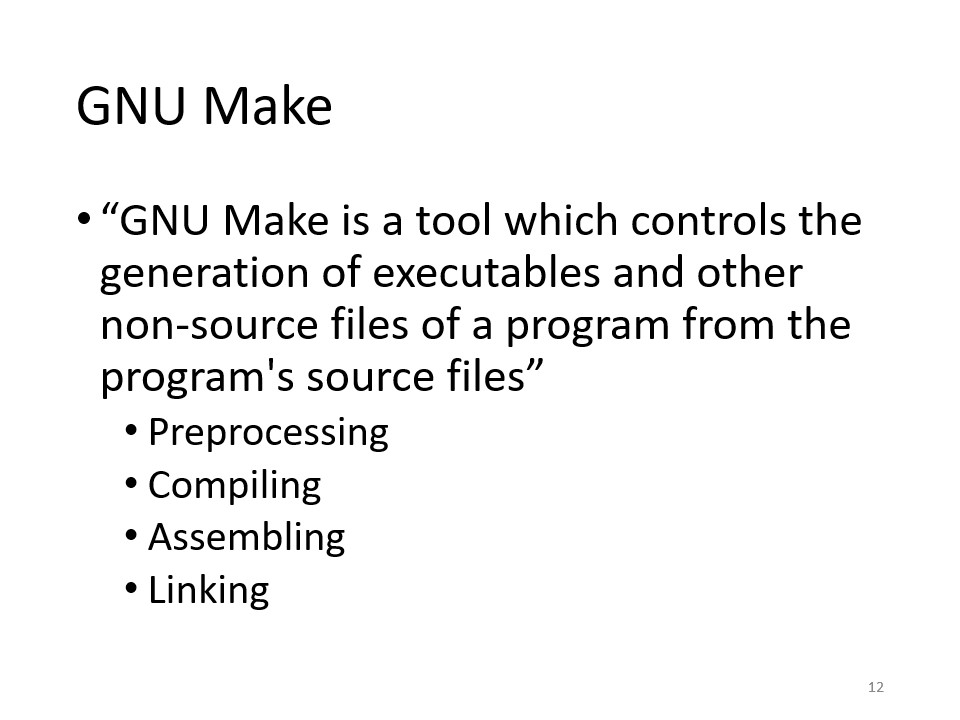 GNU Make
• “GNU Make is a tool which controls the
generation of executables and other
non-source files of a program from the
program's source files”
• Preprocessing
• Compiling
• Assembling
• Linking
12